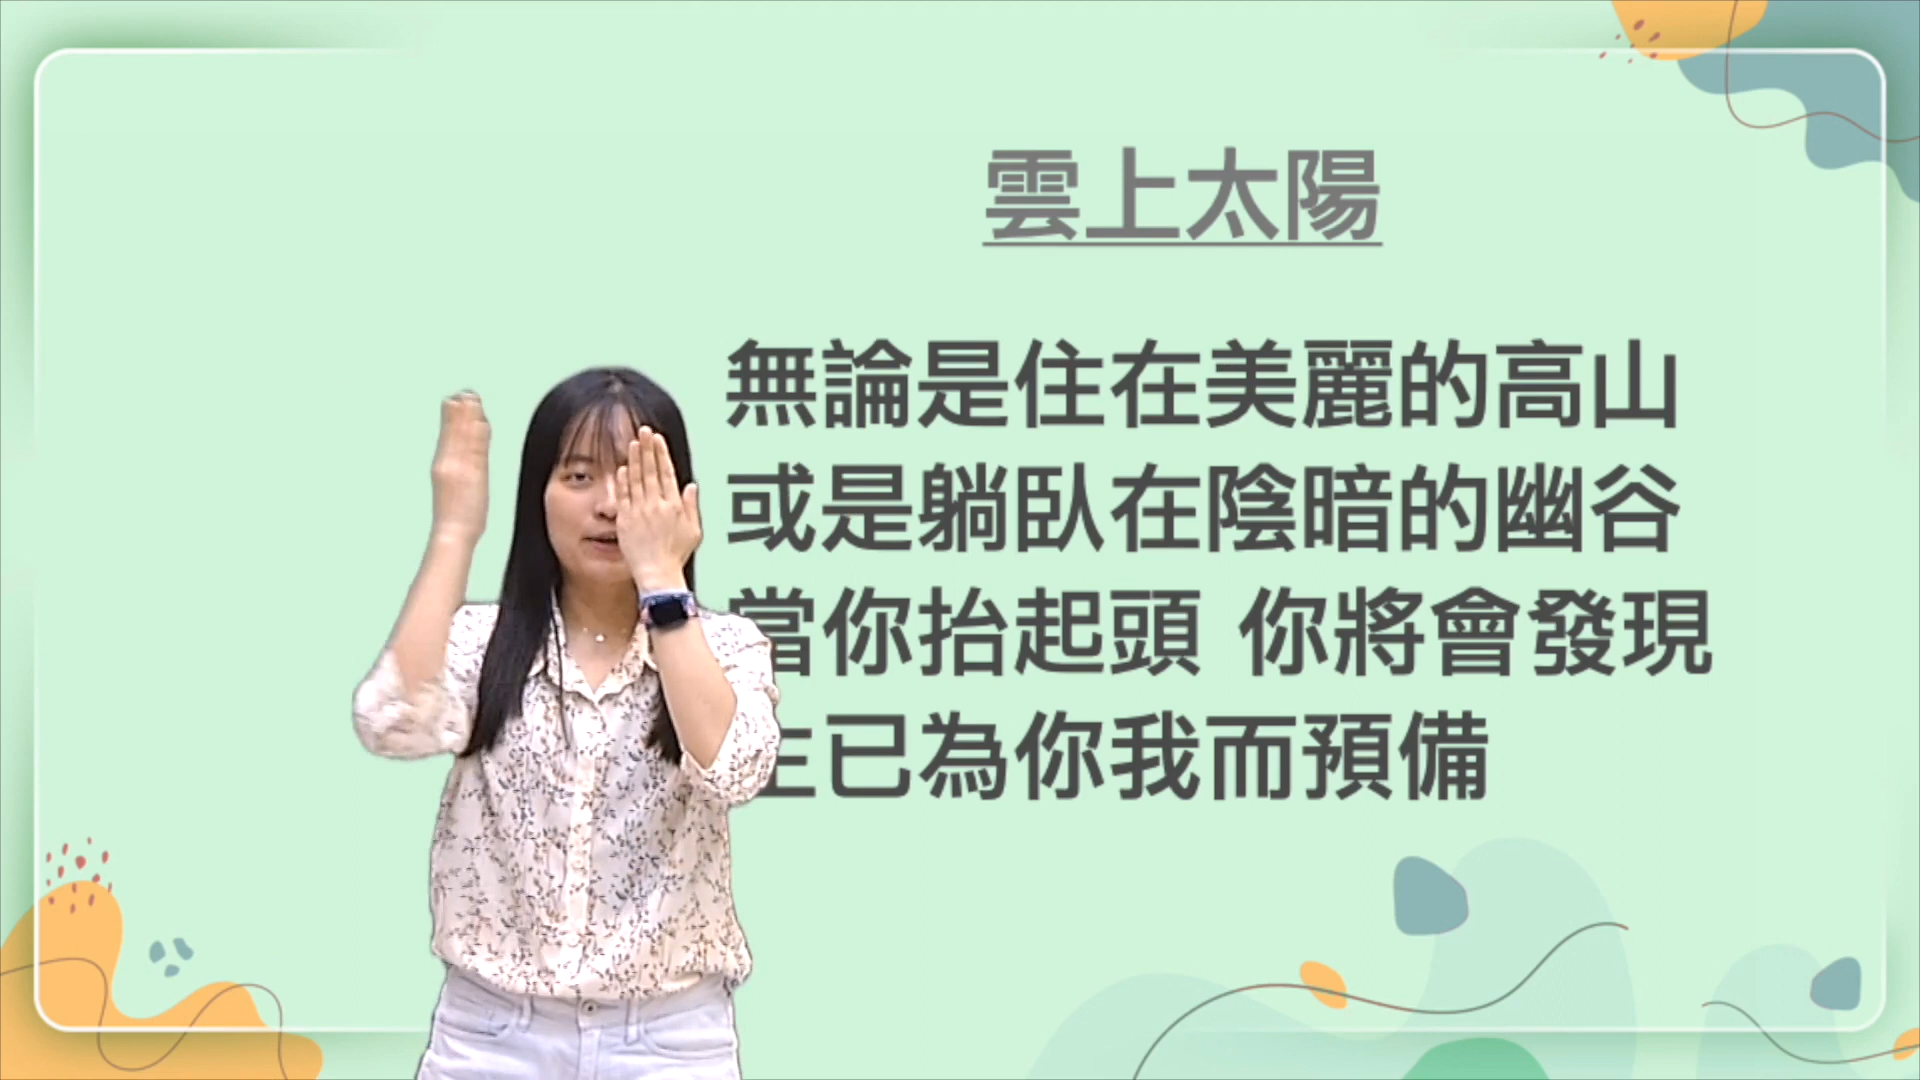 雲上太陽
無論是住在美麗的高山
或是躺臥在陰暗的幽谷
當你抬起頭 你將會發現
主已為你我而預備